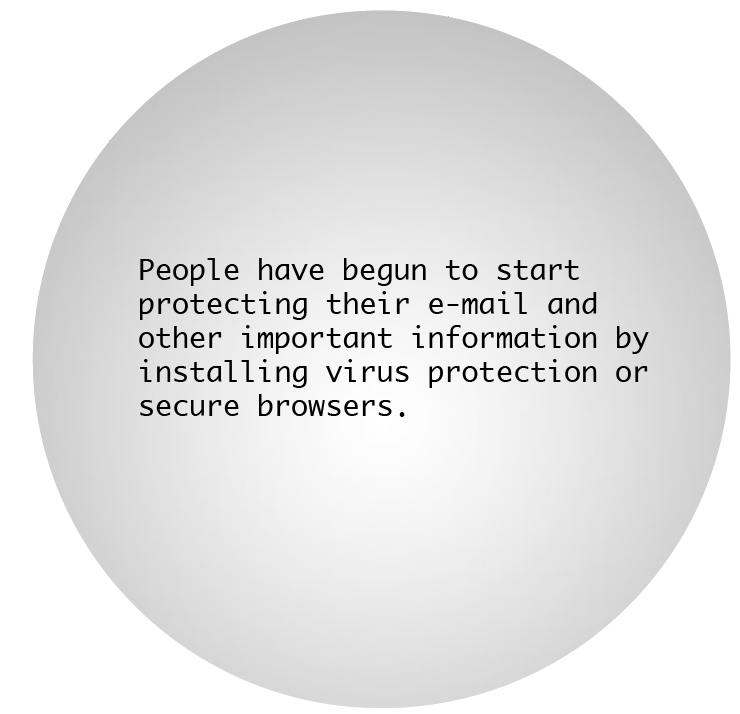 People have begun to start
protecting their e-mail and
other important information by
installing virus protection or
secure browsers.